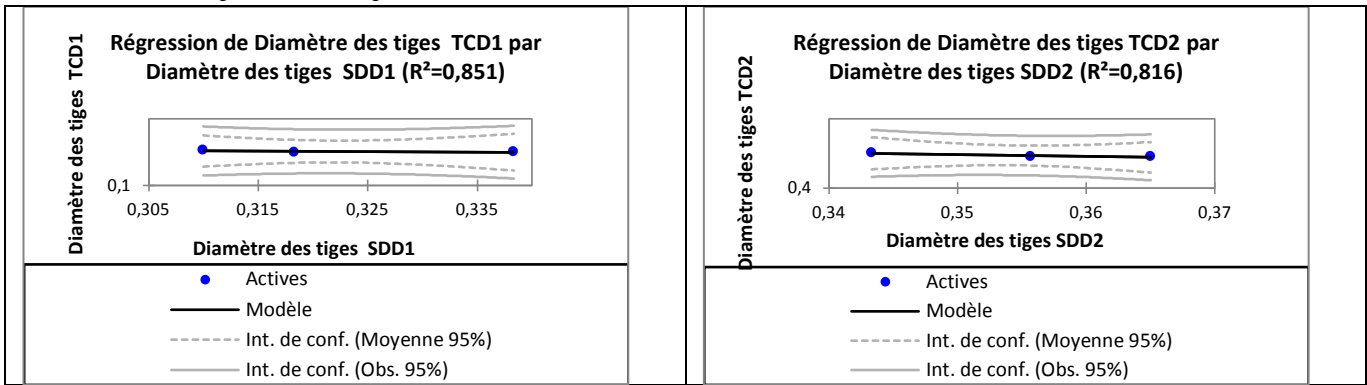 Régression de Diamètre des tiges TCD1 par
Diamètre des tiges SDD1 (R²=0,851)
Diamètre des tiges TCD1
0,1
0,305
0,315
0,325
0,335
Diamètre des tiges SDD1
Actives
Modèle
Int. de conf. (Moyenne 95%)
Int. de conf. (Obs. 95%)
Régression de Diamètre des tiges TCD2 par
Diamètre des tiges SDD2 (R²=0,816)
Diamètre des tiges TCD2
0,4
0,34
0,35
0,36
0,37
Diamètre des tiges SDD2
Actives
Modèle
Int. de conf. (Moyenne 95%)
Int. de conf. (Obs. 95%)